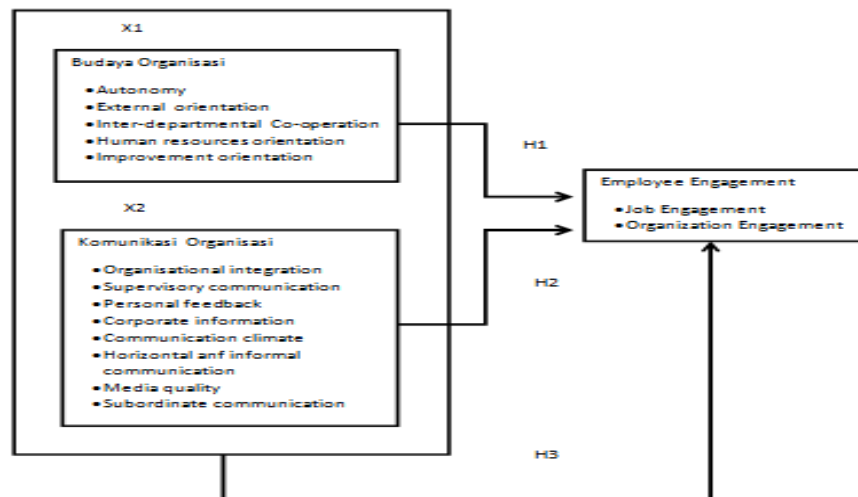 X1
Budaya Organisasi
•Autonomy
•External orientation
•Inter-departmental Co-operation
•Human resources orientation
•Improvement orientation
H1
Employee Engagement
•Job Engagement
•Organization Engagement
X2
Komunikasi Organisasi
•Organisational integration
•Supervisory communication
•Personal feedback
•Corporate information
•Communication climate
•Horizontal anf informal
communication
•Media quality
•Subordinate communication
H2
H3